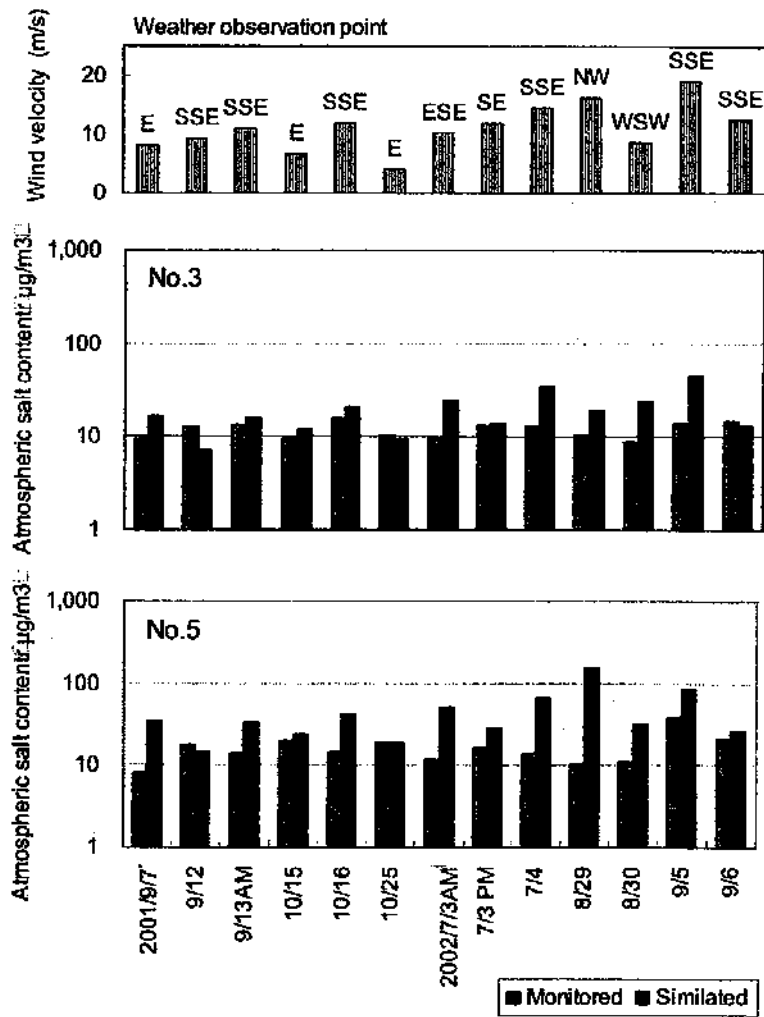 Weather observation point
Wind velocity (m/s)
20
10
0
E
SSE
SSE
E
SSE
E
ESE
SE
SSE
NW
WSW
SSE
SSE
Atmospheric salt content/ µg/m3□
1,000
100
10
1
No.3
Atmospheric salt content/ µg/m3□
1,000
100
10
1
No.5
2001/9/7
9/12
9/13AM
10/15
10/16
10/25
2002/7/3AM
7/3 PM
7/4
8/29
8/30
9/5
9/6
Monitored
Similated